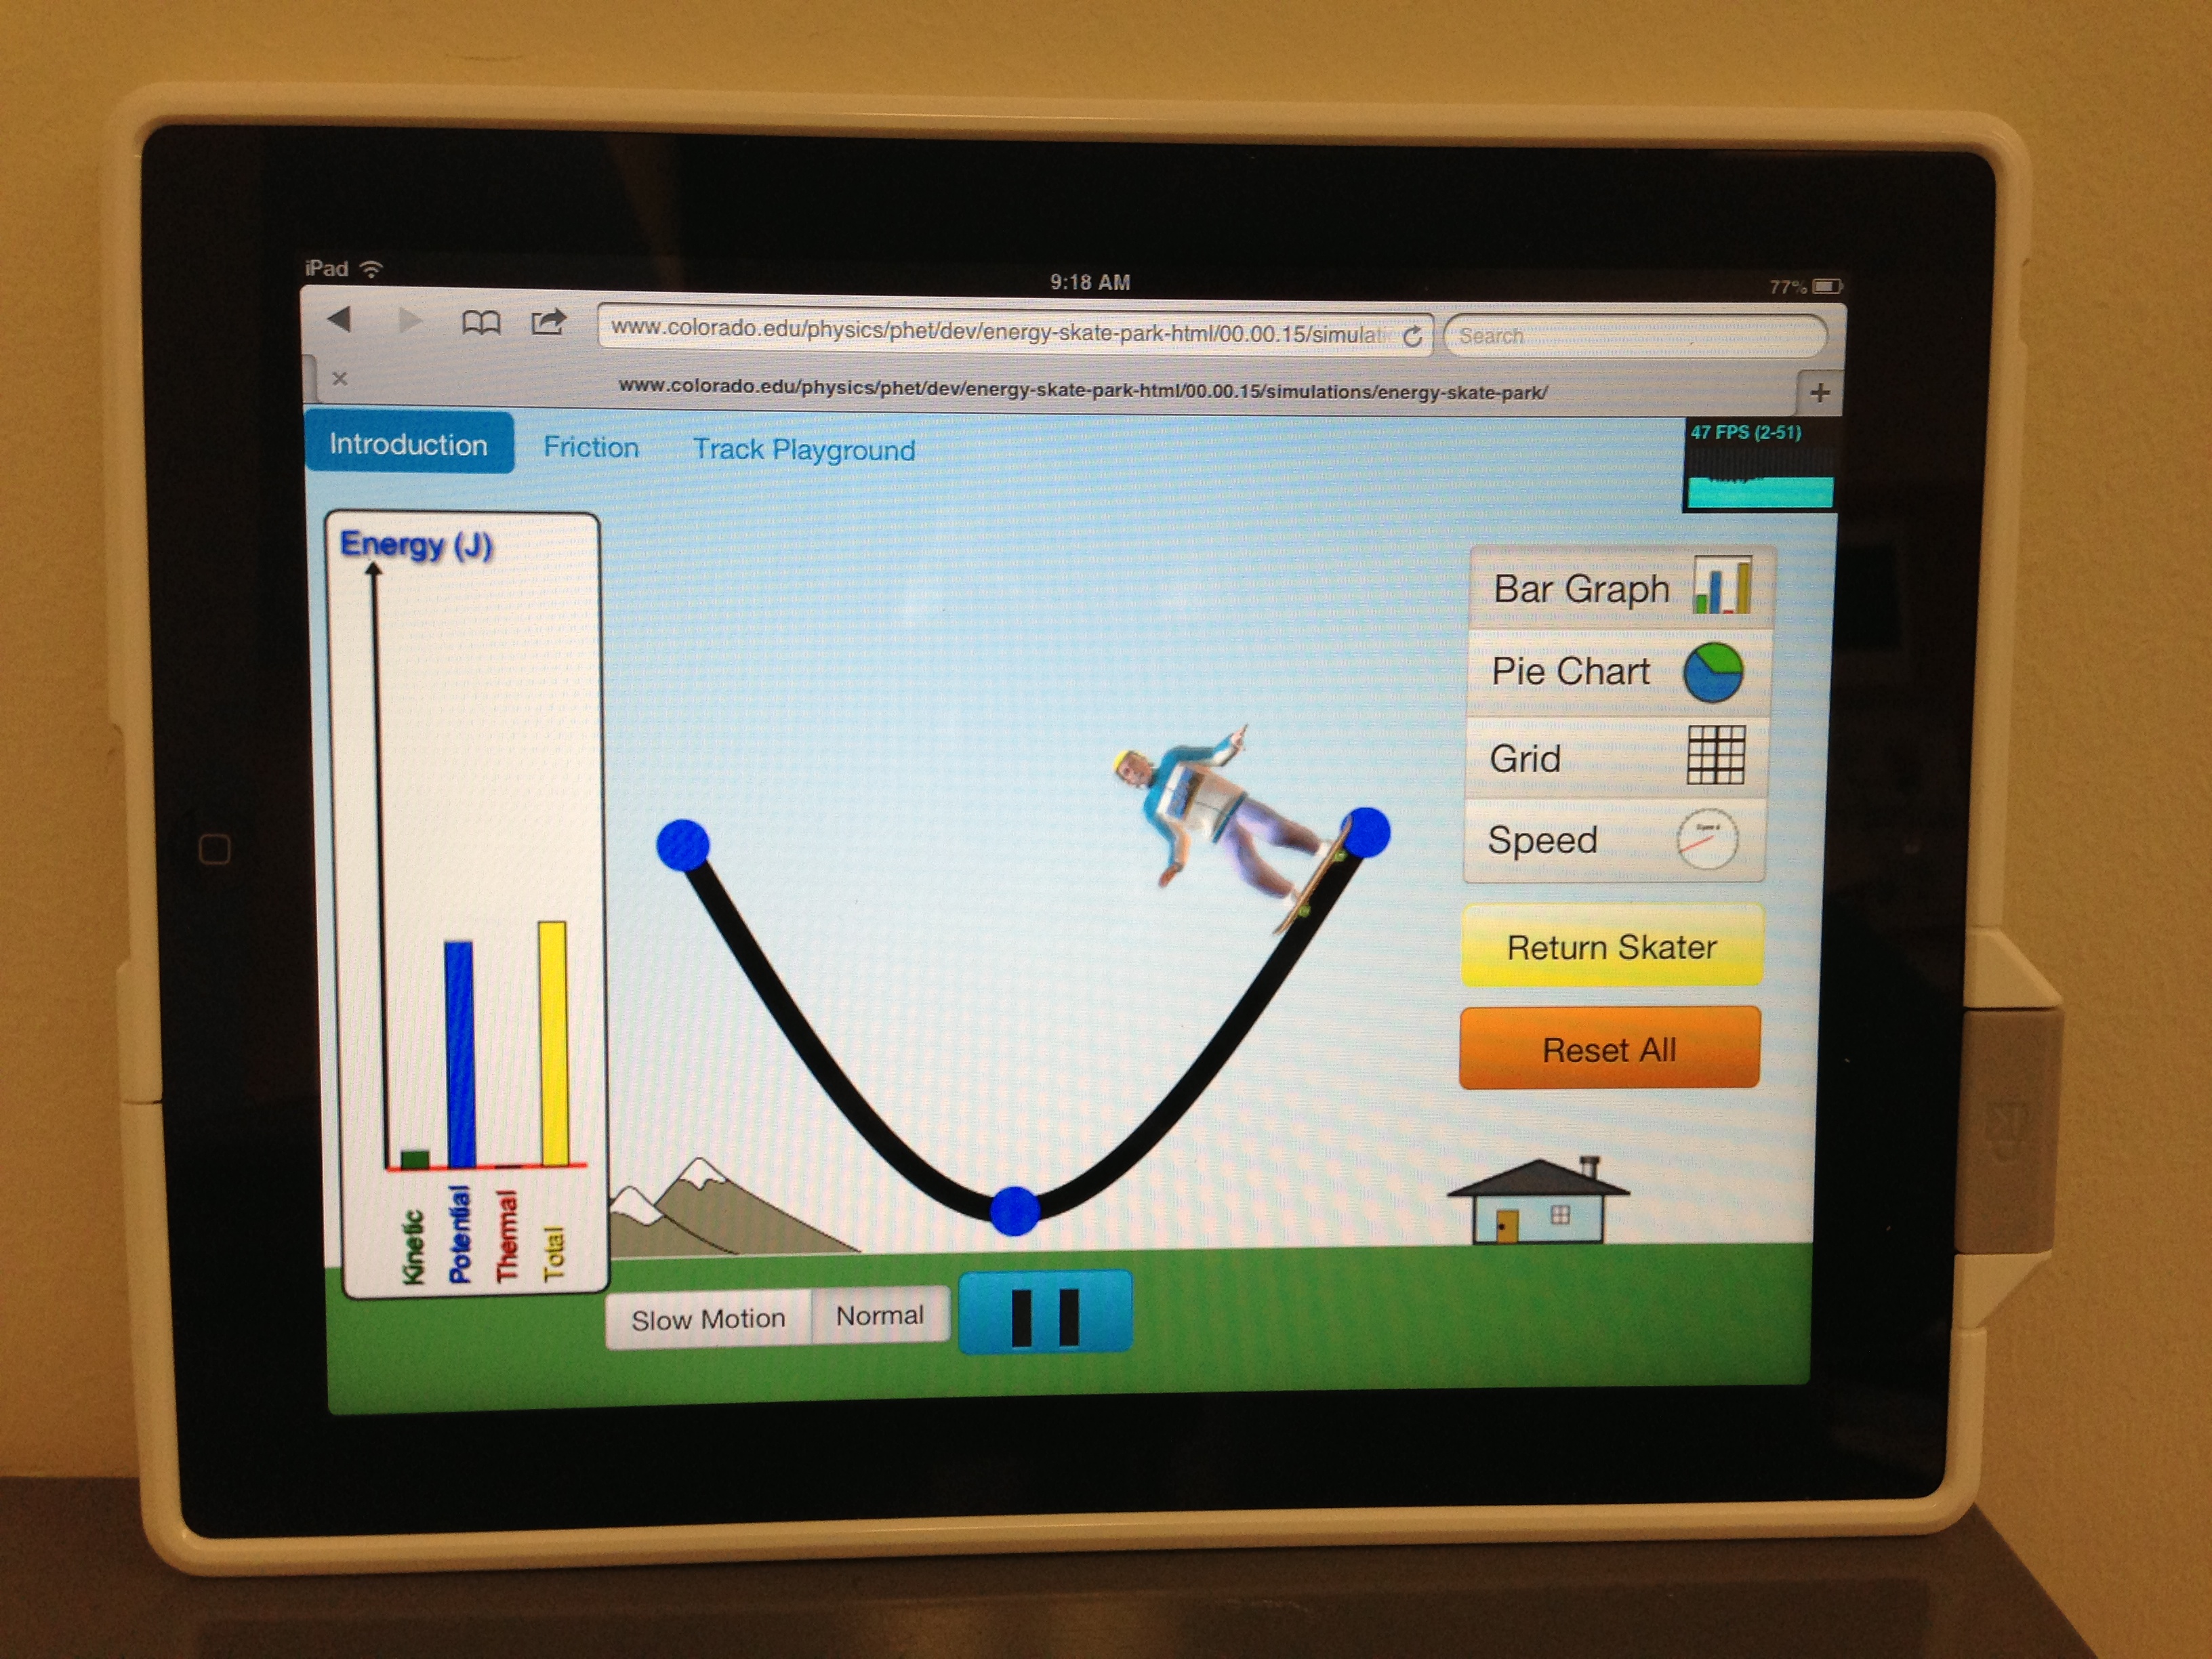 iPad
9:18 AM
77%
www.colorado.edu/physics/phet/dev/energy-skate-park-html/00.00.15/simulati
Search
www.colorado.edu/physics/phet/dev/energy-skate-park-html/00.00.15/simulations/energy-skate-park/
Introduction
Friction
Track Playground
47 FPS (2-51)
Energy (J)
Kinetic
Potential
Thermal
Total
Bar Graph
Pie Chart
Grid
Speed
Return Skater
Reset All
Slow Motion
Normal